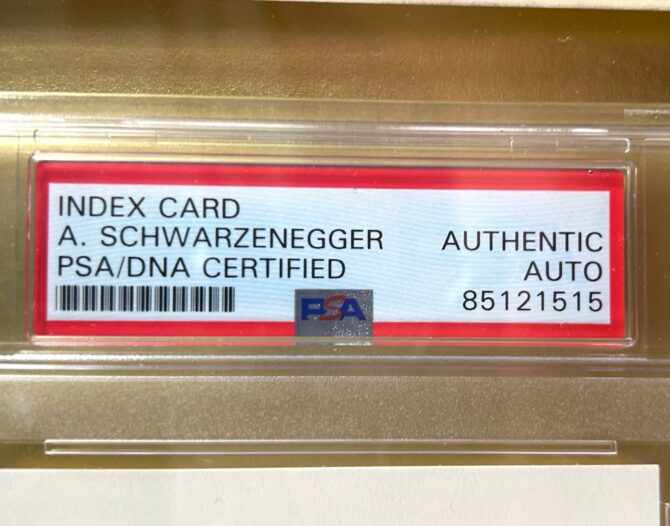 INDEX CARD
A. SCHWARZENEGGER
PSA/DNA CERTIFIED
AUTHENTIC
AUTO
85121515
PSA